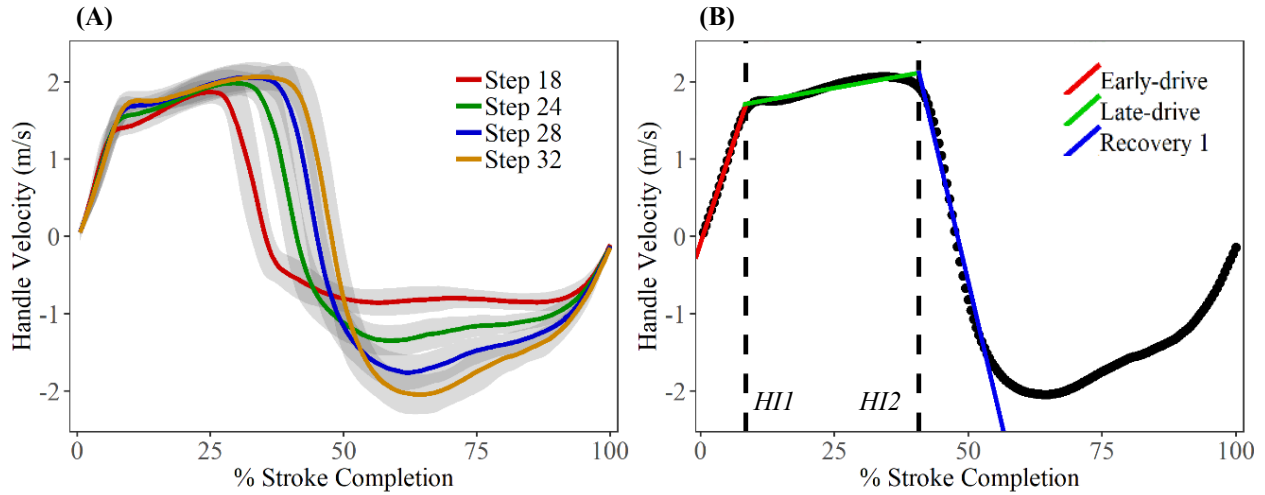 (A)
Handle Velocity (m/s)
2
1
0
-1
-2
Step 18
Step 24
Step 28
Step 32
0
25
50
75
100
% Stroke Completion
(B)
Handle Velocity (m/s)
2
1
0
-1
-2
Early-drive
Late-drive
Recovery 1
HI1
HI2
0
25
50
75
100
% Stroke Completion